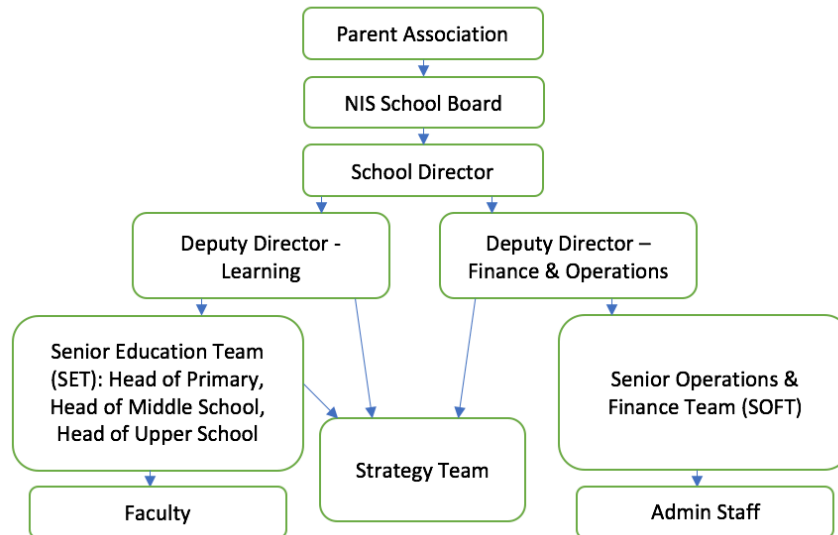 Parent Association
NIS School Board
School Director
Deputy Director -
Learning
Deputy Director –
Finance & Operations
Senior Education Team
(SET): Head of Primary,
Head of Middle School,
Head of Upper School
Strategy Team
Senior Operations &
Finance Team (SOFT)
Faculty
Admin Staff